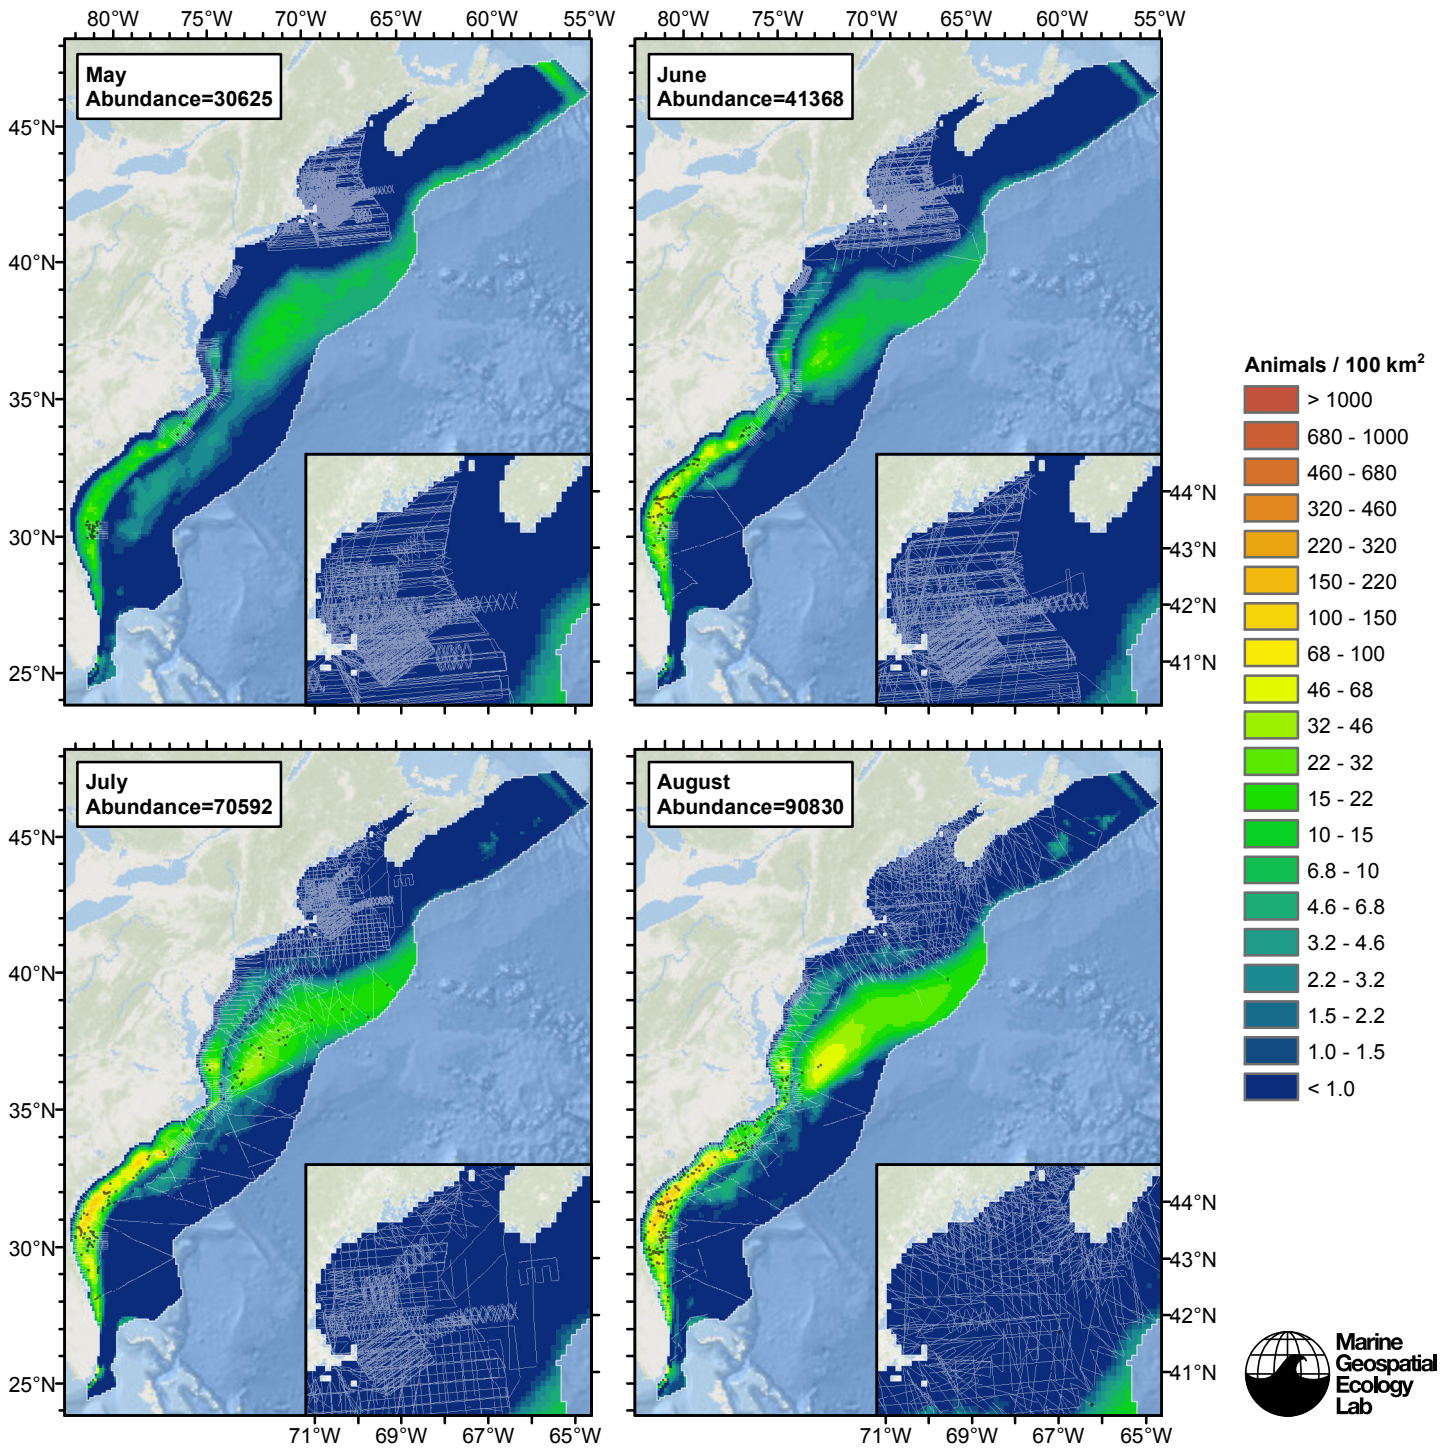 80°W 75°W 70°W 65°W 60°W 55°W
80°W 75°W 70°W 65°W 60°W 55°W
May
Abundance=30625
June
Abundance=41368
45°N
40°N
35°N
30°N
25°N
44°N
43°N
42°N
41°N
July
Abundance=70592
August
Abundance=90830
45°N
40°N
35°N
30°N
25°N
44°N
43°N
42°N
41°N
71°W 69°W 67°W 65°W
71°W 69°W 67°W 65°W
Animals / 100 km²
> 1000
680 - 1000
460 - 680
320 - 460
220 - 320
150 - 220
100 - 150
68 - 100
46 - 68
32 - 46
22 - 32
15 - 22
10 - 15
6.8 - 10
4.6 - 6.8
3.2 - 4.6
2.2 - 3.2
1.5 - 2.2
1.0 - 1.5
< 1.0
Marine
Geospatial
Ecology
Lab